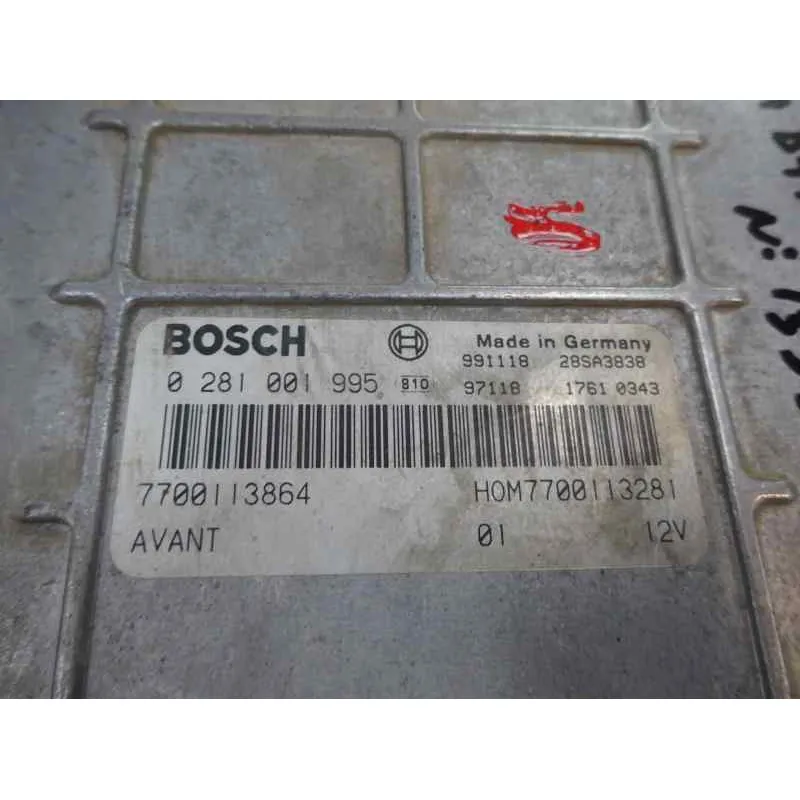 BOSCH Made in Germany
991118 28SA3838
0 281 001 995 810 97118 1761 0343
7700113864 HOM7700113281
AVANT 01 12V